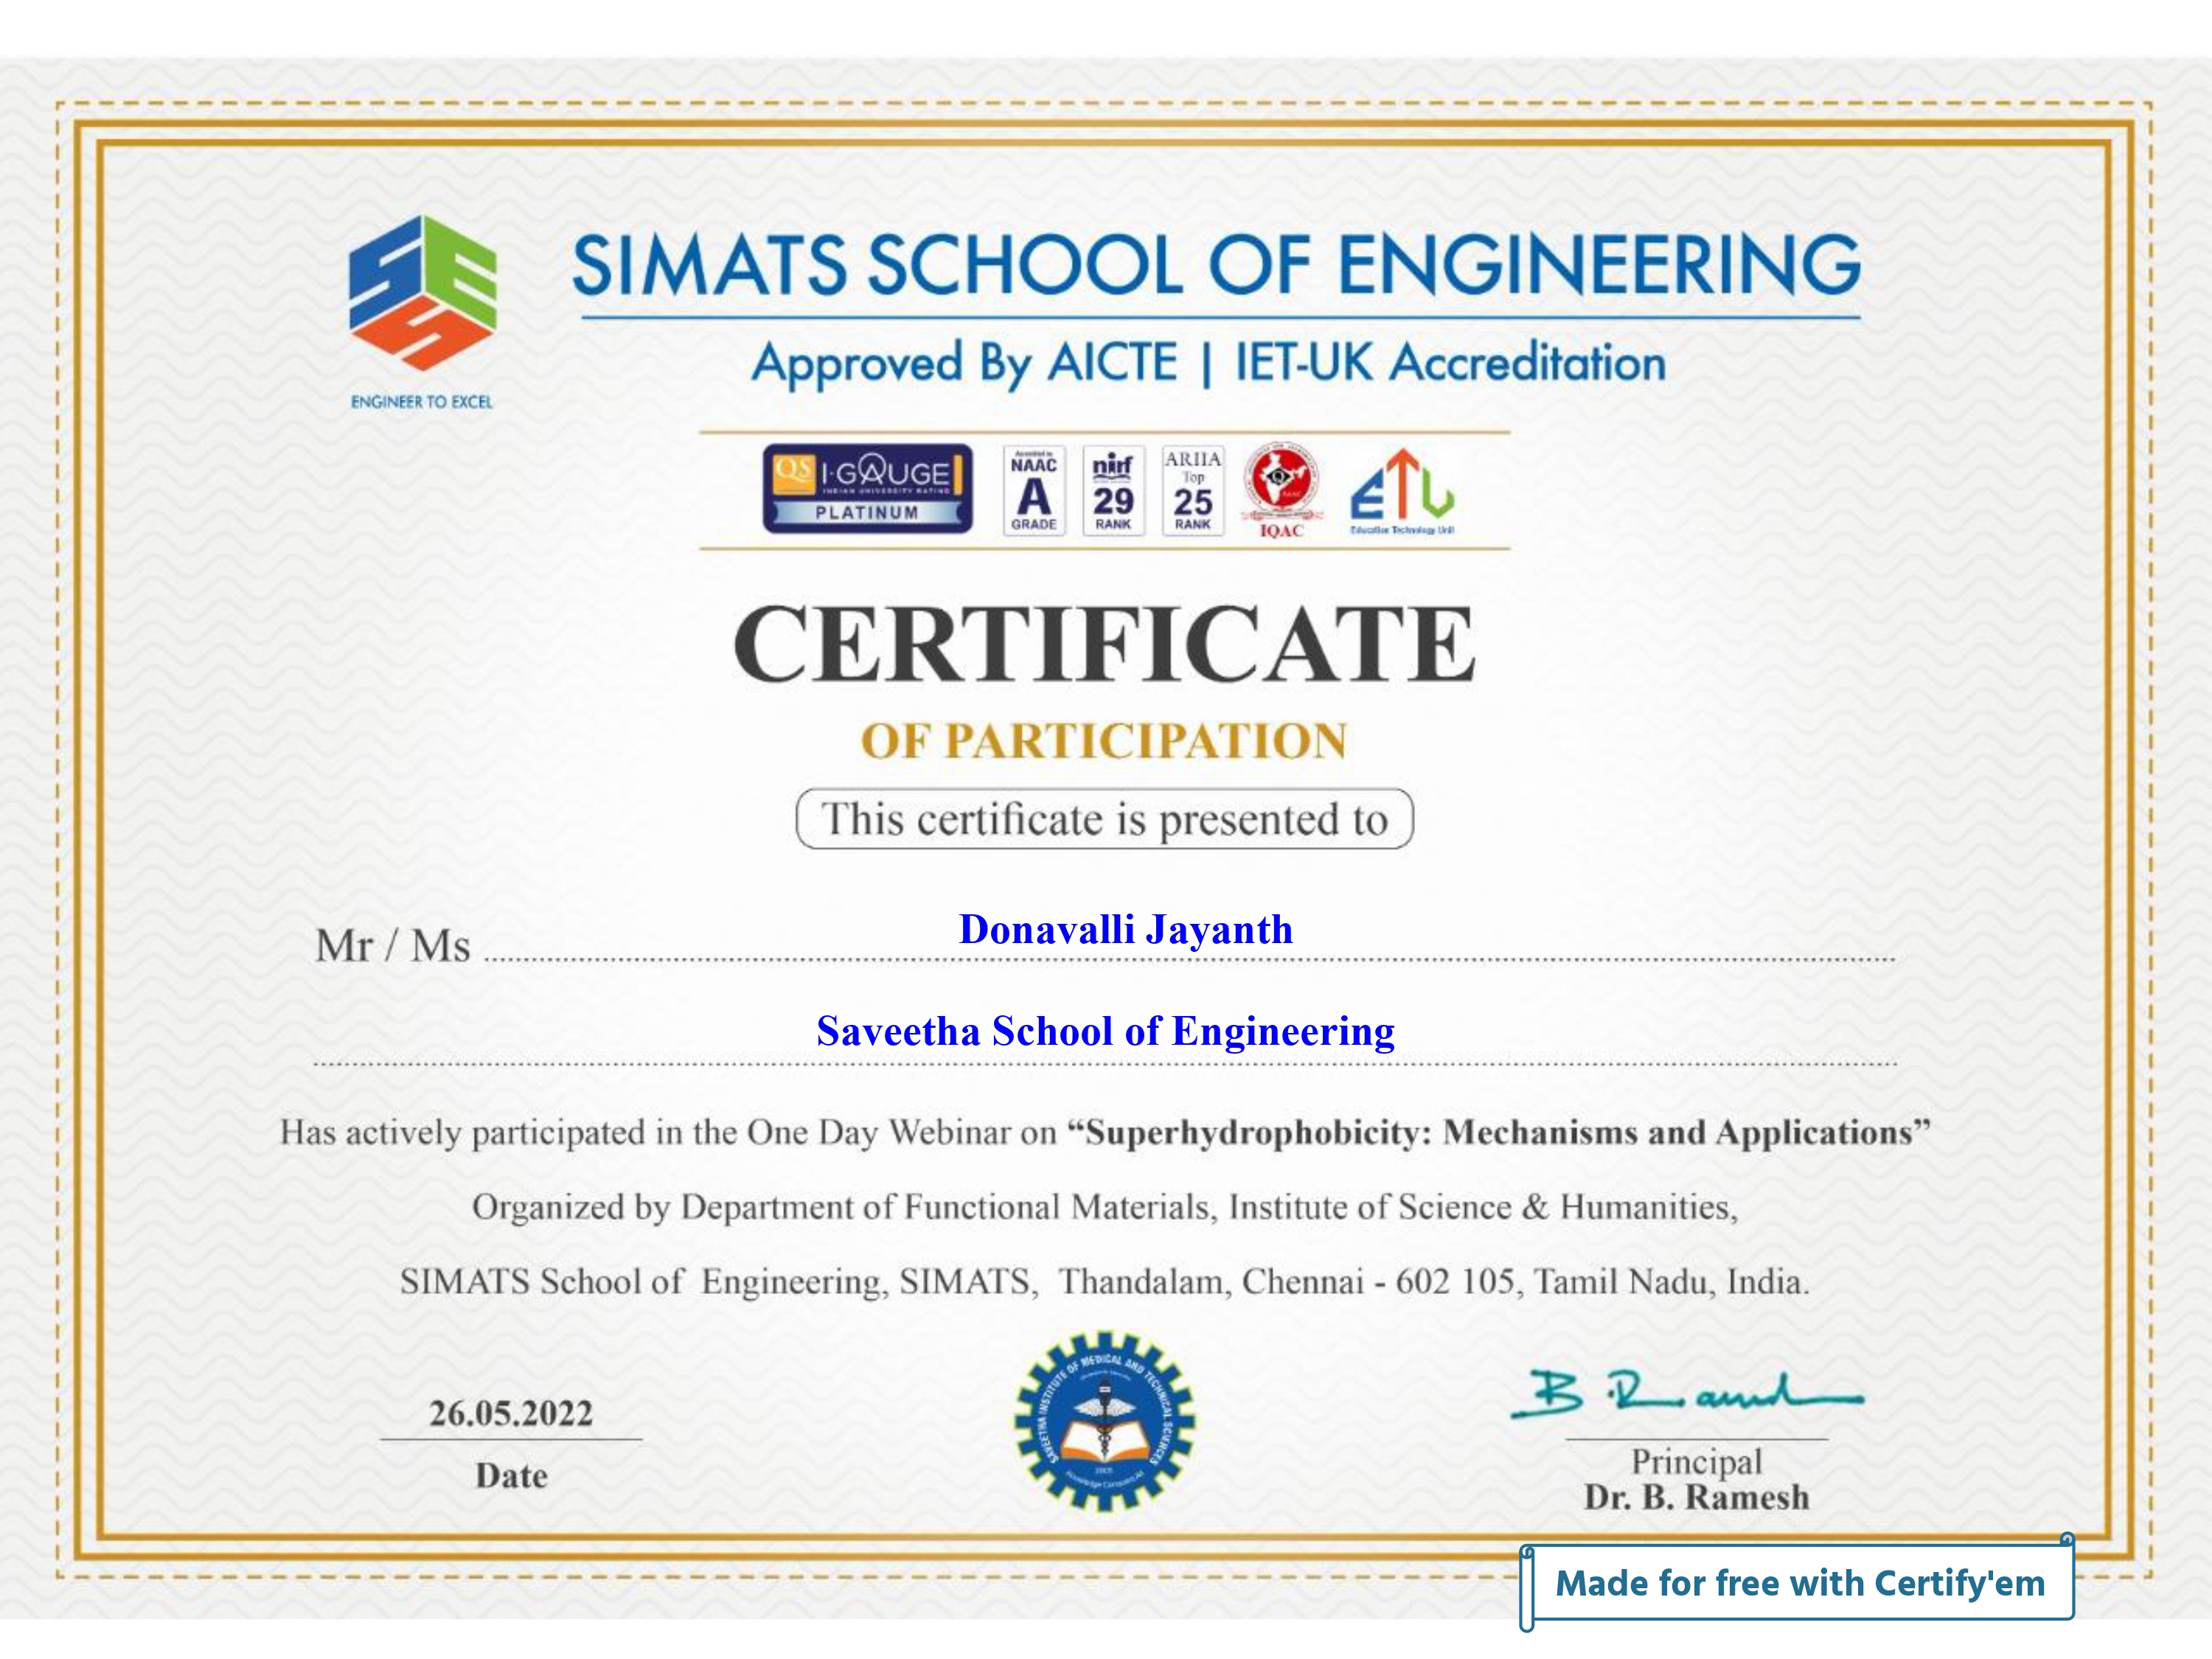 SIMATS SCHOOL OF ENGINEERING
Approved By AICTE | IET-UK Accreditation
ENGINEER TO EXCEL
QS I·GAUGE
INDIAN UNIVERSITY RATING
PLATINUM
Accredited by
NAAC
A
GRADE
nirf
29
RANK
ARIIA
Top
25
RANK
IQAC
ETU
Education Technology Unit
CERTIFICATE
OF PARTICIPATION
This certificate is presented to
Mr / Ms Donavalli Jayanth
Saveetha School of Engineering
Has actively participated in the One Day Webinar on “Superhydrophobicity: Mechanisms and Applications”
Organized by Department of Functional Materials, Institute of Science & Humanities,
SIMATS School of Engineering, SIMATS, Thandalam, Chennai - 602 105, Tamil Nadu, India.
26.05.2022
Date
SAVEETHA INSTITUTE OF MEDICAL AND TECHNICAL SCIENCES
Principal
Dr. B. Ramesh
Made for free with Certify'em